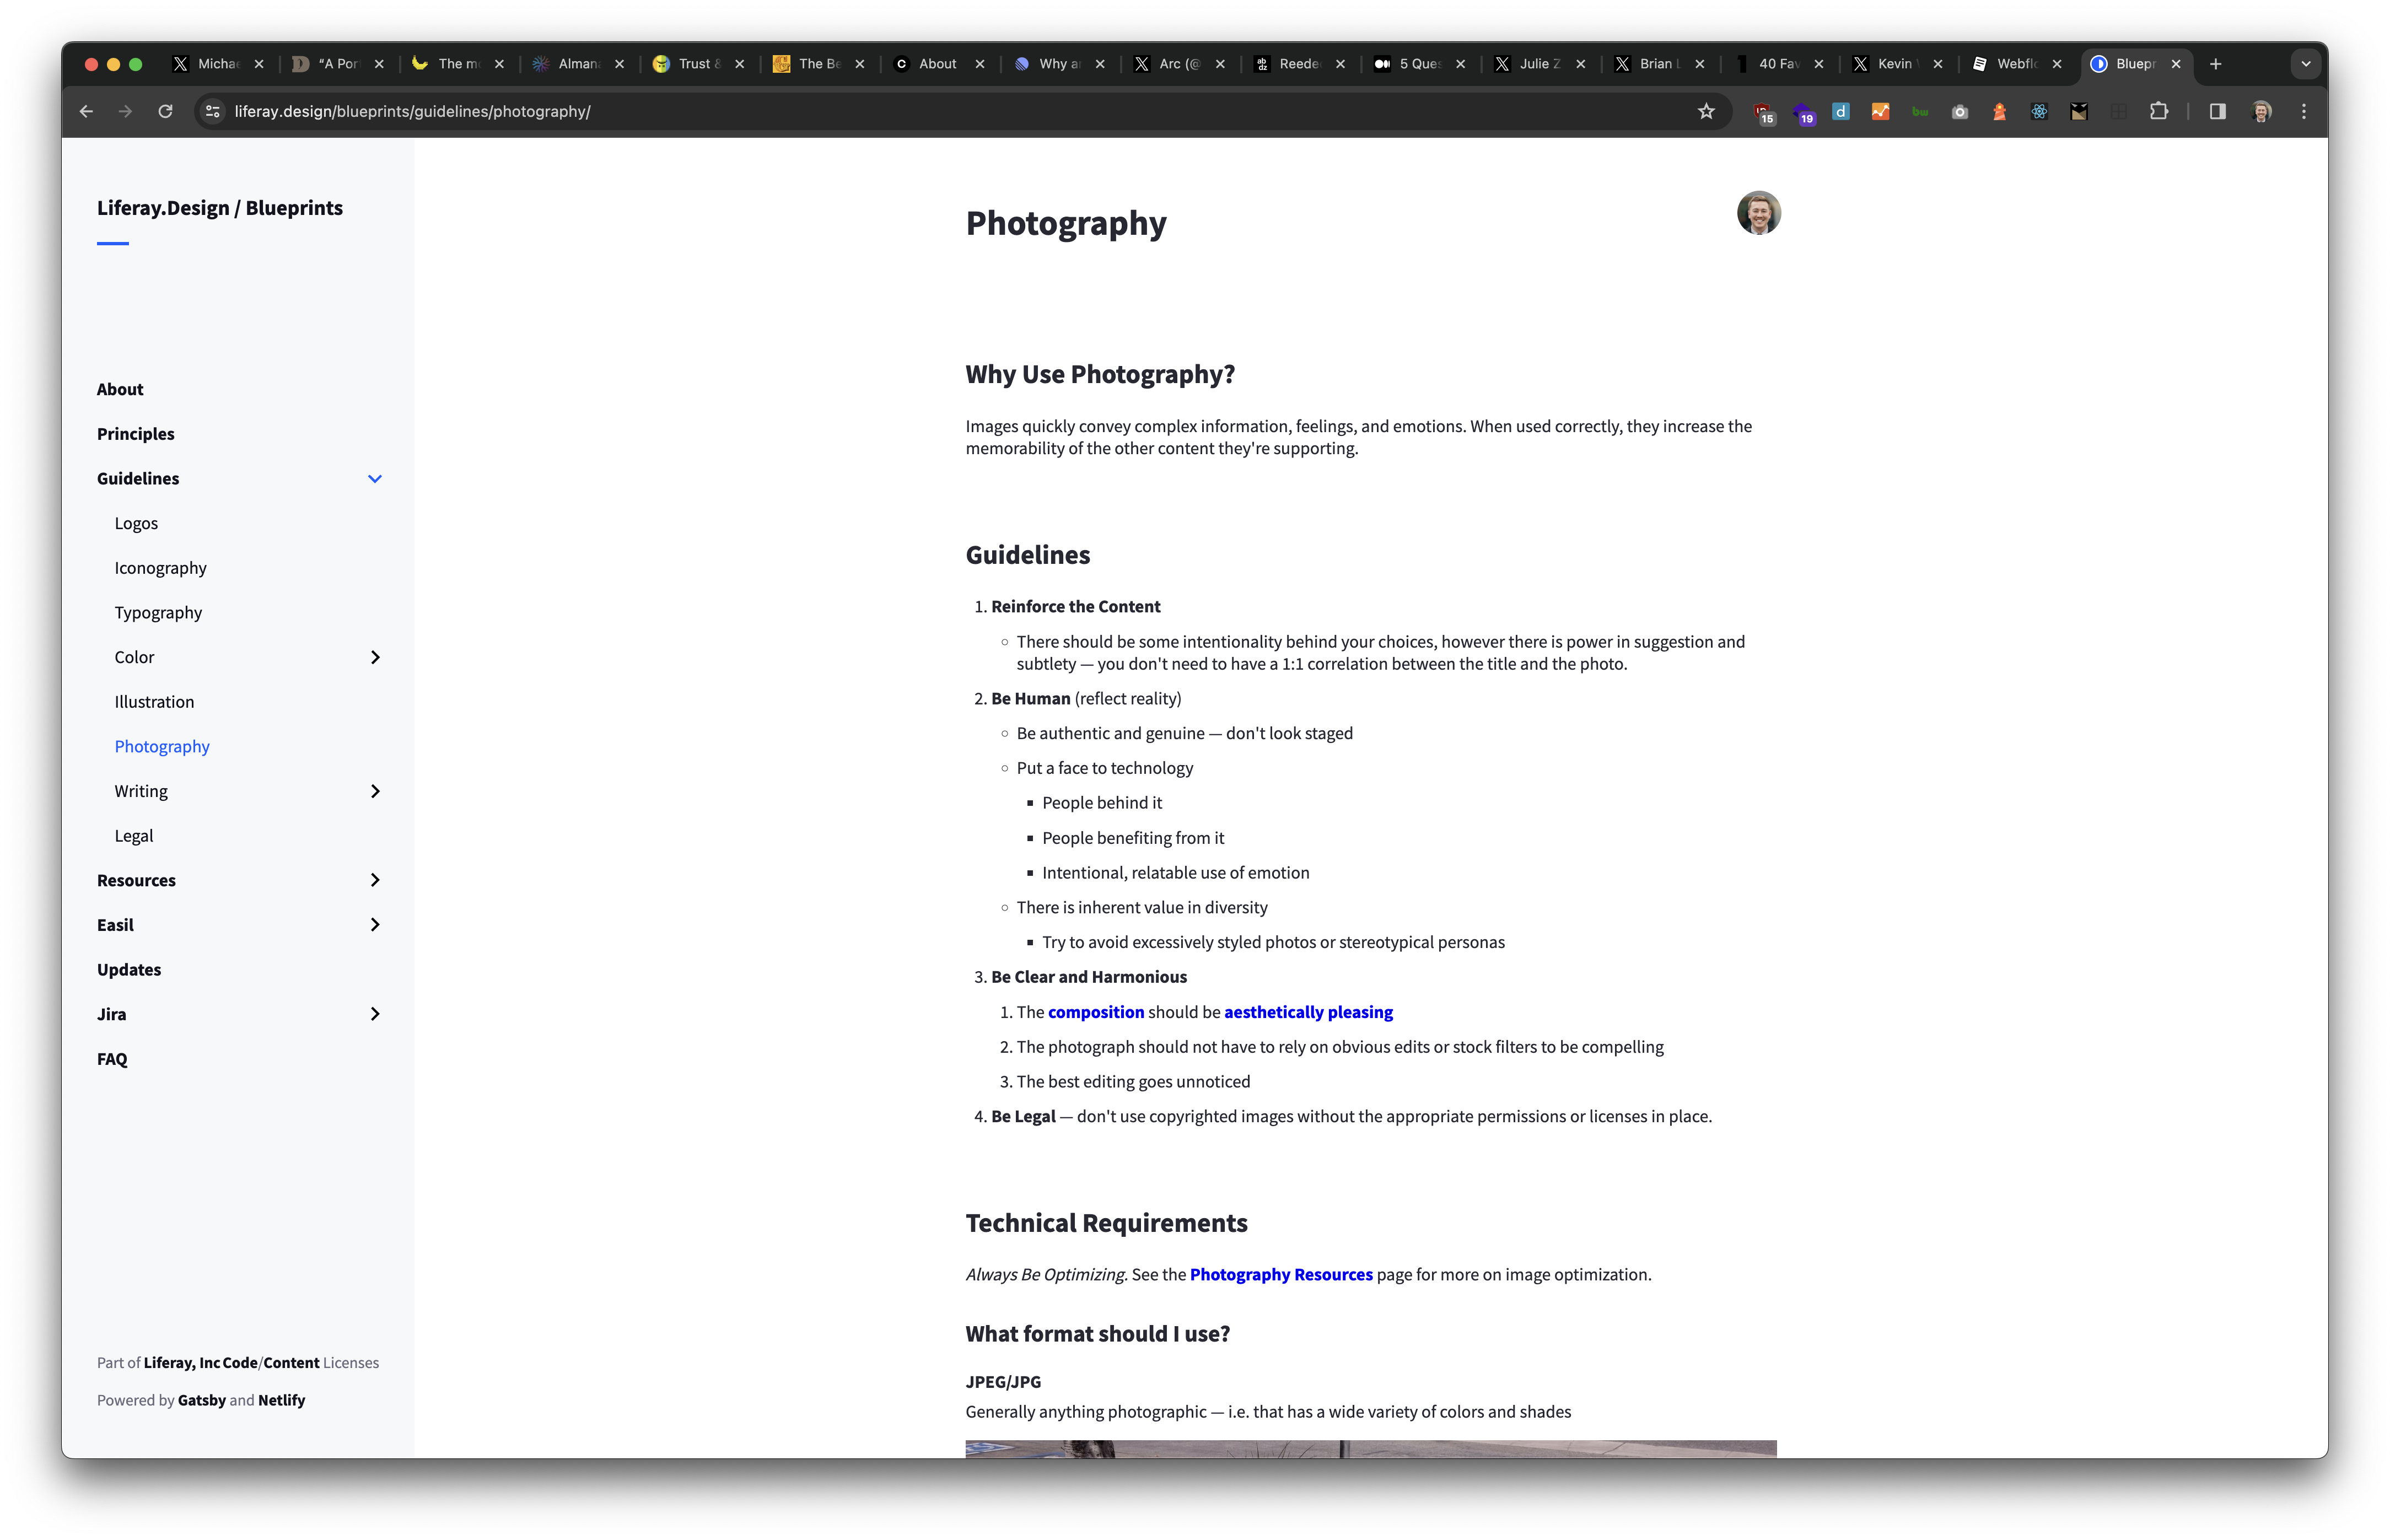 Micha
"A Por
The m
Alman
Trust &
The Be
About
Why a
Arc (@
Reede
5 Ques
Julie Z
Brian L
40 Fav
Kevin
Webflo
Bluepr
liferay.design/blueprints/guidelines/photography/
15
19
d
bw
Liferay.Design / Blueprints
About
Principles
Guidelines
Logos
Iconography
Typography
Color
Illustration
Photography
Writing
Legal
Resources
Easil
Updates
Jira
FAQ
Part of Liferay, Inc Code/Content Licenses
Powered by Gatsby and Netlify
Photography
Why Use Photography?
Images quickly convey complex information, feelings, and emotions. When used correctly, they increase the
memorability of the other content they're supporting.
Guidelines
1. Reinforce the Content
There should be some intentionality behind your choices, however there is power in suggestion and
subtlety — you don't need to have a 1:1 correlation between the title and the photo.
2. Be Human (reflect reality)
Be authentic and genuine — don't look staged
Put a face to technology
People behind it
People benefiting from it
Intentional, relatable use of emotion
There is inherent value in diversity
Try to avoid excessively styled photos or stereotypical personas
3. Be Clear and Harmonious
1. The composition should be aesthetically pleasing
2. The photograph should not have to rely on obvious edits or stock filters to be compelling
3. The best editing goes unnoticed
4. Be Legal — don't use copyrighted images without the appropriate permissions or licenses in place.
Technical Requirements
Always Be Optimizing. See the Photography Resources page for more on image optimization.
What format should I use?
JPEG/JPG
Generally anything photographic — i.e. that has a wide variety of colors and shades